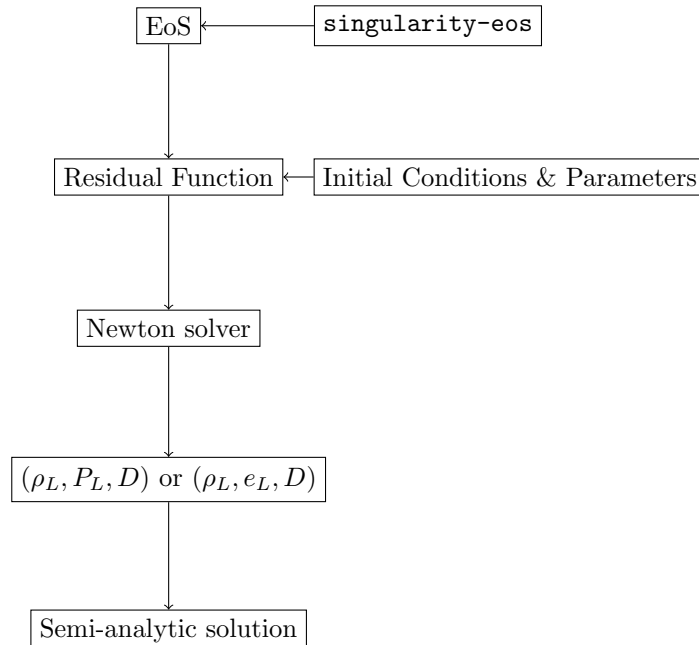 EoS
singularity-eos
Residual Function
Initial Conditions & Parameters
Newton solver
(ρ_L, P_L, D) or (ρ_L, e_L, D)
Semi-analytic solution